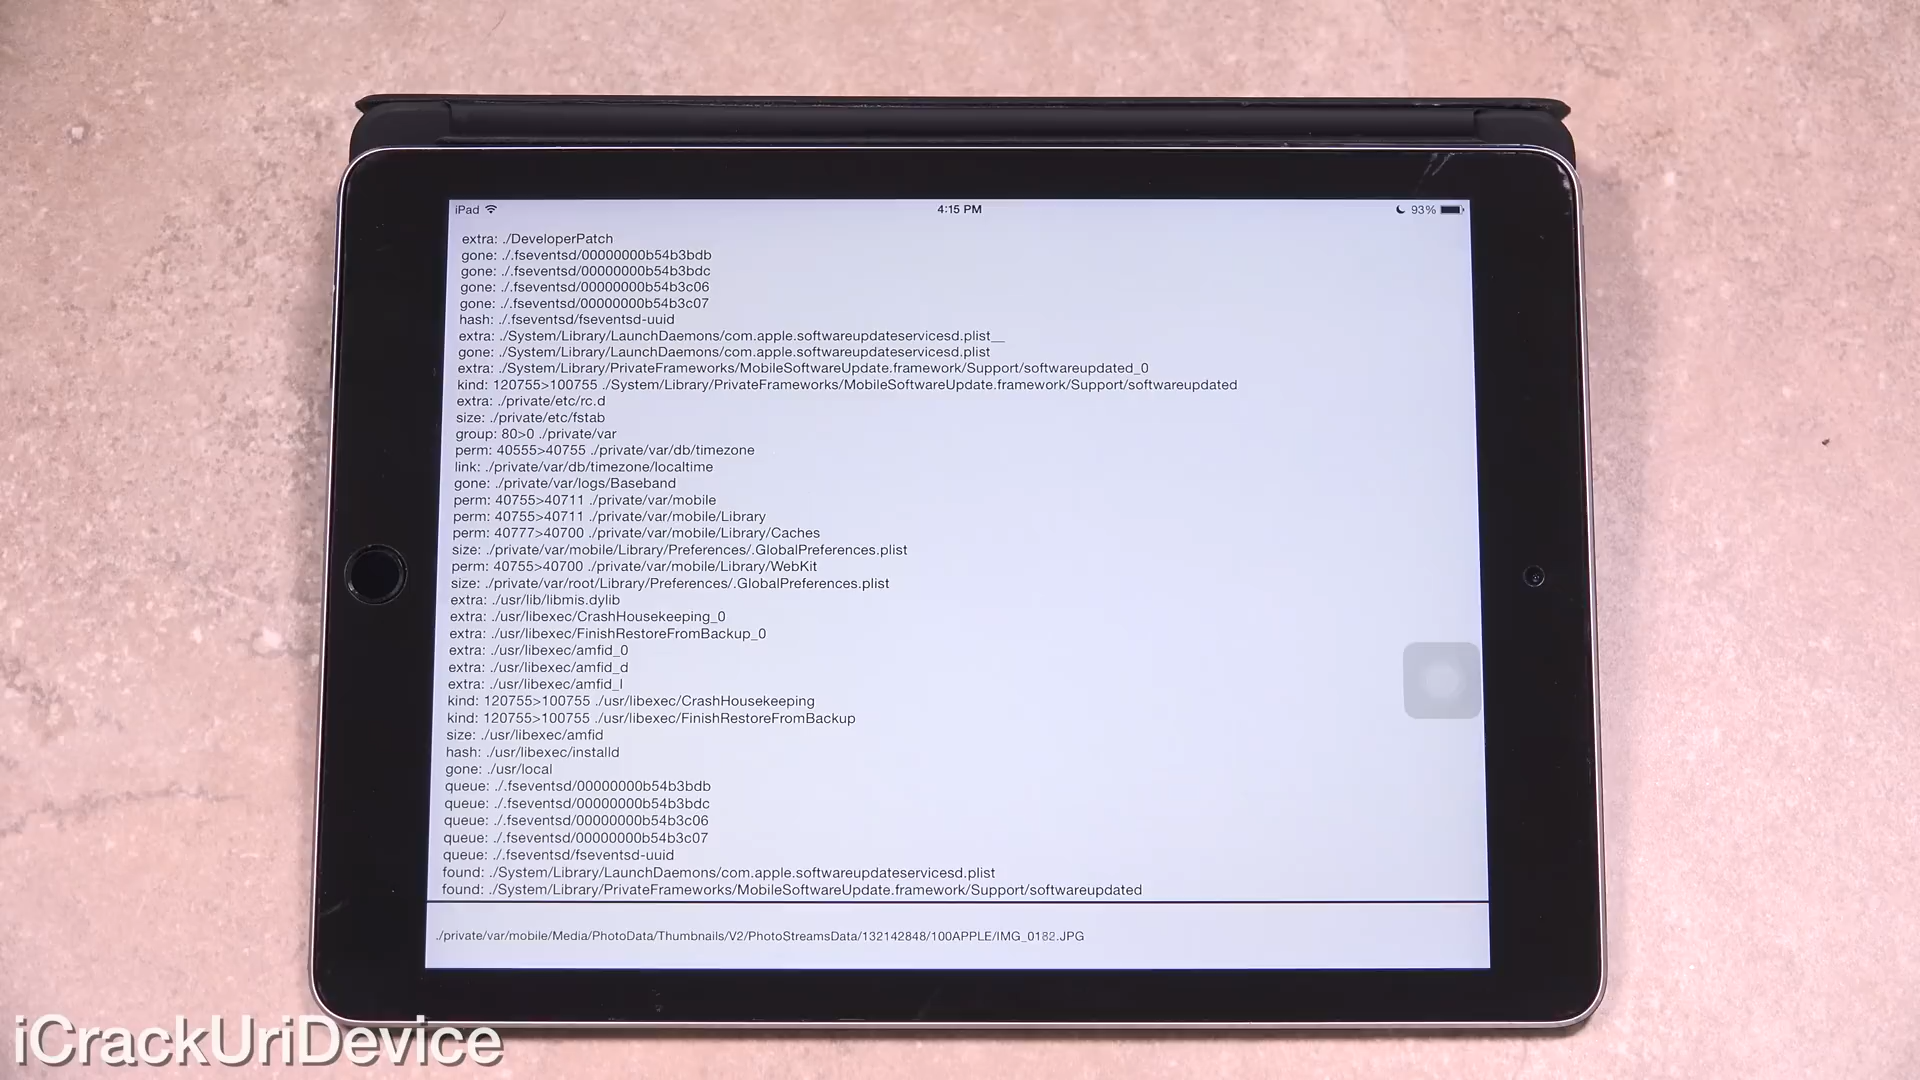 iPad
4:15 PM
93%
extra: ./DeveloperPatch
gone: ./.fseventsd/00000000b54b3bdb
gone: ./.fseventsd/00000000b54b3bdc
gone: ./.fseventsd/00000000b54b3c06
gone: ./.fseventsd/00000000b54b3c07
hash: ./.fseventsd/fseventsd-uuid
extra: ./System/Library/LaunchDaemons/com.apple.softwareupdateservicesd.plist__
gone: ./System/Library/LaunchDaemons/com.apple.softwareupdateservicesd.plist
extra: ./System/Library/PrivateFrameworks/MobileSoftwareUpdate.framework/Support/softwareupdated_0
kind: 120755>100755 ./System/Library/PrivateFrameworks/MobileSoftwareUpdate.framework/Support/softwareupdated
extra: ./private/etc/rc.d
size: ./private/etc/fstab
group: 80>0 ./private/var
perm: 40555>40755 ./private/var/db/timezone
link: ./private/var/db/timezone/localtime
gone: ./private/var/logs/Baseband
perm: 40755>40711 ./private/var/mobile
perm: 40755>40711 ./private/var/mobile/Library
perm: 40777>40700 ./private/var/mobile/Library/Caches
size: ./private/var/mobile/Library/Preferences/.GlobalPreferences.plist
perm: 40755>40700 ./private/var/mobile/Library/WebKit
size: ./private/var/root/Library/Preferences/.GlobalPreferences.plist
extra: ./usr/lib/libmis.dylib
extra: ./usr/libexec/CrashHousekeeping_0
extra: ./usr/libexec/FinishRestoreFromBackup_0
extra: ./usr/libexec/amfid_0
extra: ./usr/libexec/amfid_d
extra: ./usr/libexec/amfid_l
kind: 120755>100755 ./usr/libexec/CrashHousekeeping
kind: 120755>100755 ./usr/libexec/FinishRestoreFromBackup
size: ./usr/libexec/amfid
hash: ./usr/libexec/installd
gone: ./usr/local
queue: ./.fseventsd/00000000b54b3bdb
queue: ./.fseventsd/00000000b54b3bdc
queue: ./.fseventsd/00000000b54b3c06
queue: ./.fseventsd/00000000b54b3c07
queue: ./.fseventsd/fseventsd-uuid
found: ./System/Library/LaunchDaemons/com.apple.softwareupdateservicesd.plist
found: ./System/Library/PrivateFrameworks/MobileSoftwareUpdate.framework/Support/softwareupdated
./private/var/mobile/Media/PhotoData/Thumbnails/V2/PhotoStreamsData/132142848/100APPLE/IMG_0182.JPG
iCrackUriDevice